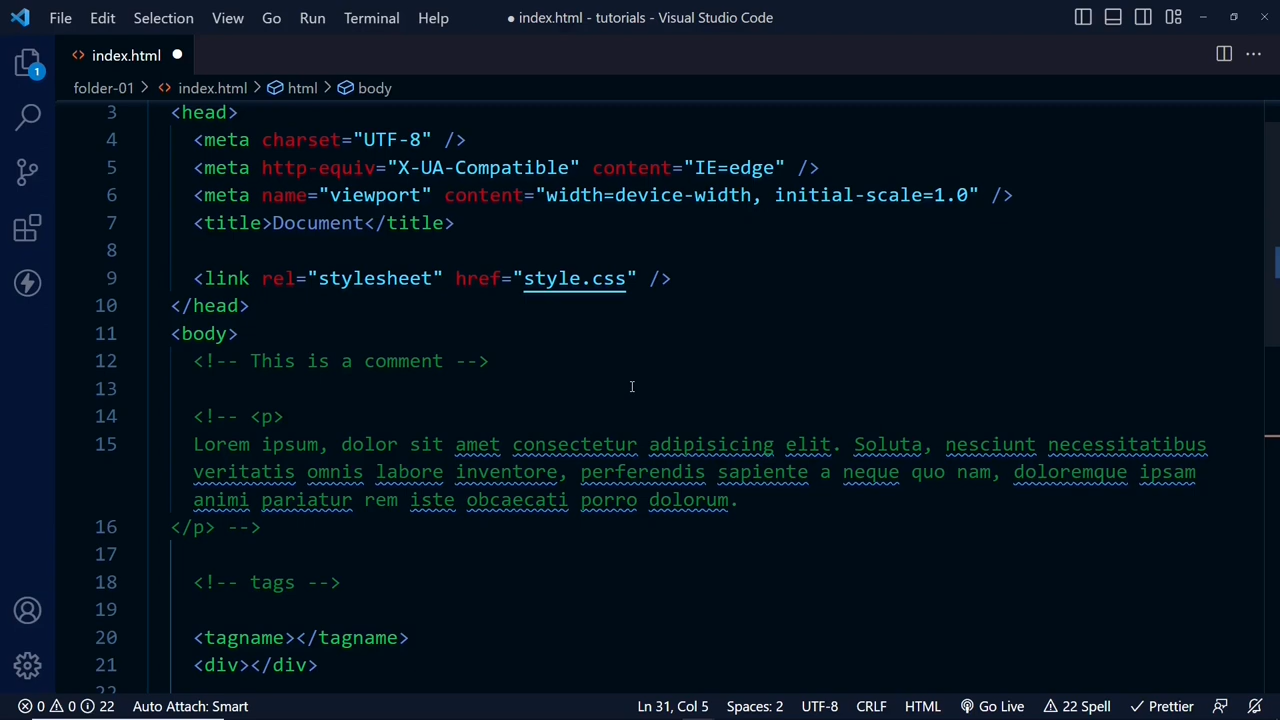 File Edit Selection View Go Run Terminal Help ● index.html - tutorials - Visual Studio Code
index.html
folder-01 > index.html > html > body
3 <head>
4 <meta charset="UTF-8" />
5 <meta http-equiv="X-UA-Compatible" content="IE=edge" />
6 <meta name="viewport" content="width=device-width, initial-scale=1.0" />
7 <title>Document</title>
8
9 <link rel="stylesheet" href="style.css" />
10 </head>
11 <body>
12 <!-- This is a comment -->
13
14 <!-- <p>
15 Lorem ipsum, dolor sit amet consectetur adipisicing elit. Soluta, nesciunt necessitatibus
veritatis omnis labore inventore, perferendis sapiente a neque quo nam, doloremque ipsam
animi pariatur rem iste obcaecati porro dolorum.
16 </p> -->
17
18 <!-- tags -->
19
20 <tagname></tagname>
21 <div></div>
22
1
0 0 22 Auto Attach: Smart Ln 31, Col 5 Spaces: 2 UTF-8 CRLF HTML Go Live 22 Spell Prettier